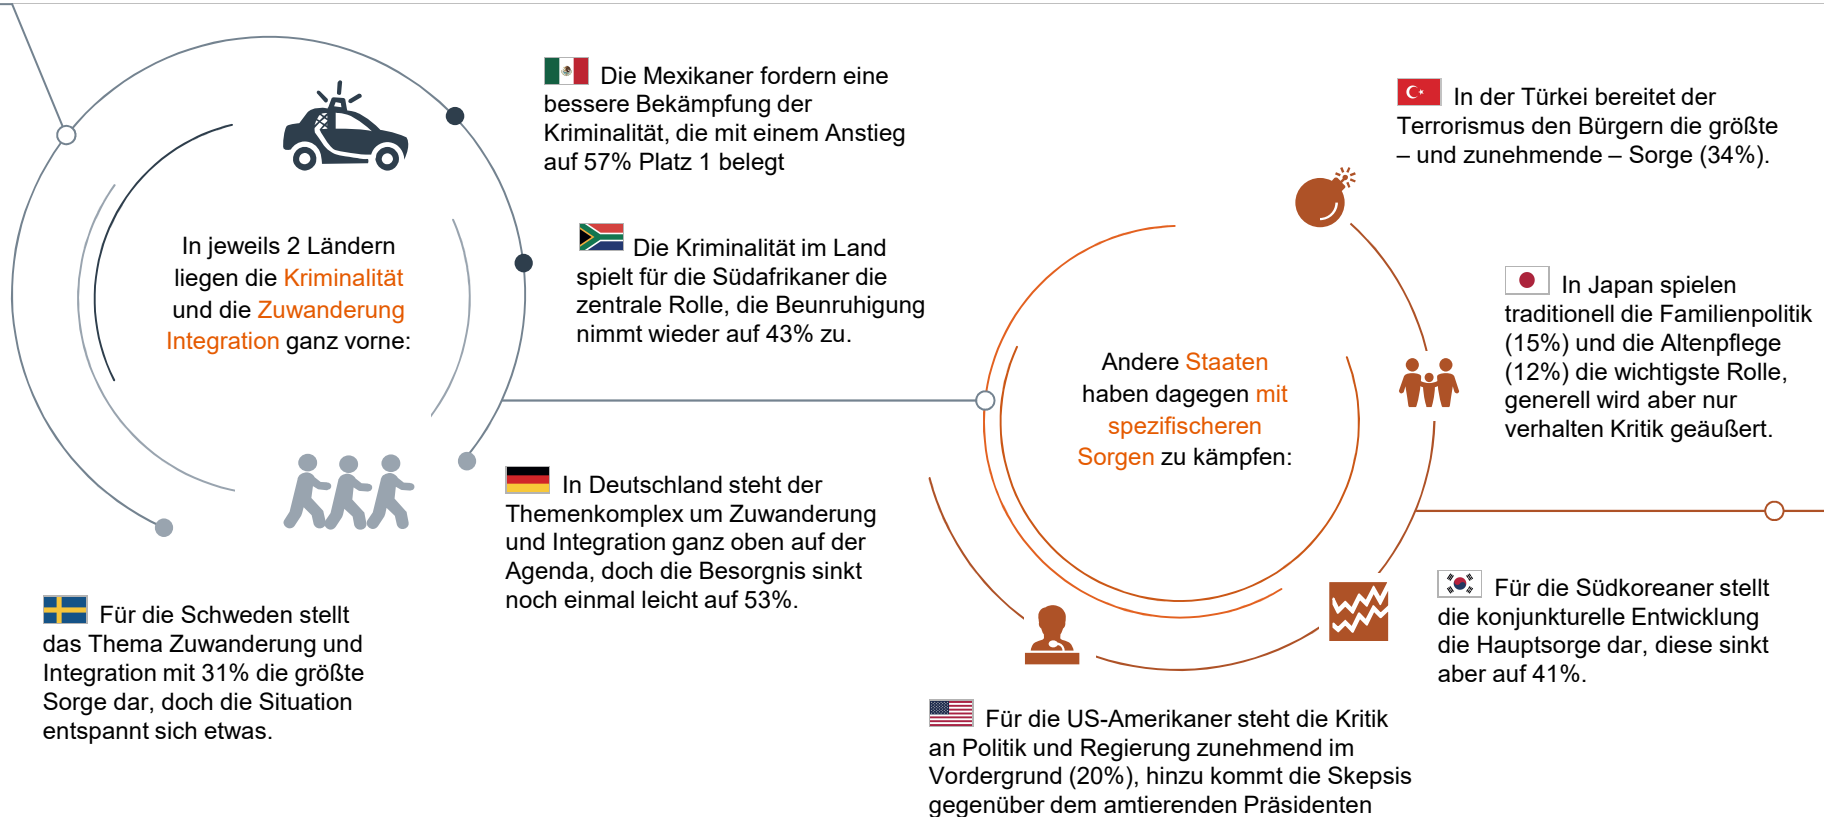 In jeweils 2 Ländern
liegen die Kriminalität
und die Zuwanderung
Integration ganz vorne:
Die Mexikaner fordern eine
bessere Bekämpfung der
Kriminalität, die mit einem Anstieg
auf 57% Platz 1 belegt
Die Kriminalität im Land
spielt für die Südafrikaner die
zentrale Rolle, die Beunruhigung
nimmt wieder auf 43% zu.
In Deutschland steht der
Themenkomplex um Zuwanderung
und Integration ganz oben auf der
Agenda, doch die Besorgnis sinkt
noch einmal leicht auf 53%.
Für die Schweden stellt
das Thema Zuwanderung und
Integration mit 31% die größte
Sorge dar, doch die Situation
entspannt sich etwas.
Andere Staaten
haben dagegen mit
spezifischeren
Sorgen zu kämpfen:
In der Türkei bereitet der
Terrorismus den Bürgern die größte
– und zunehmende – Sorge (34%).
In Japan spielen
traditionell die Familienpolitik
(15%) und die Altenpflege
(12%) die wichtigste Rolle,
generell wird aber nur
verhalten Kritik geäußert.
Für die Südkoreaner stellt
die konjunkturelle Entwicklung
die Hauptsorge dar, diese sinkt
aber auf 41%.
Für die US-Amerikaner steht die Kritik
an Politik und Regierung zunehmend im
Vordergrund (20%), hinzu kommt die Skepsis
gegenüber dem amtierenden Präsidenten